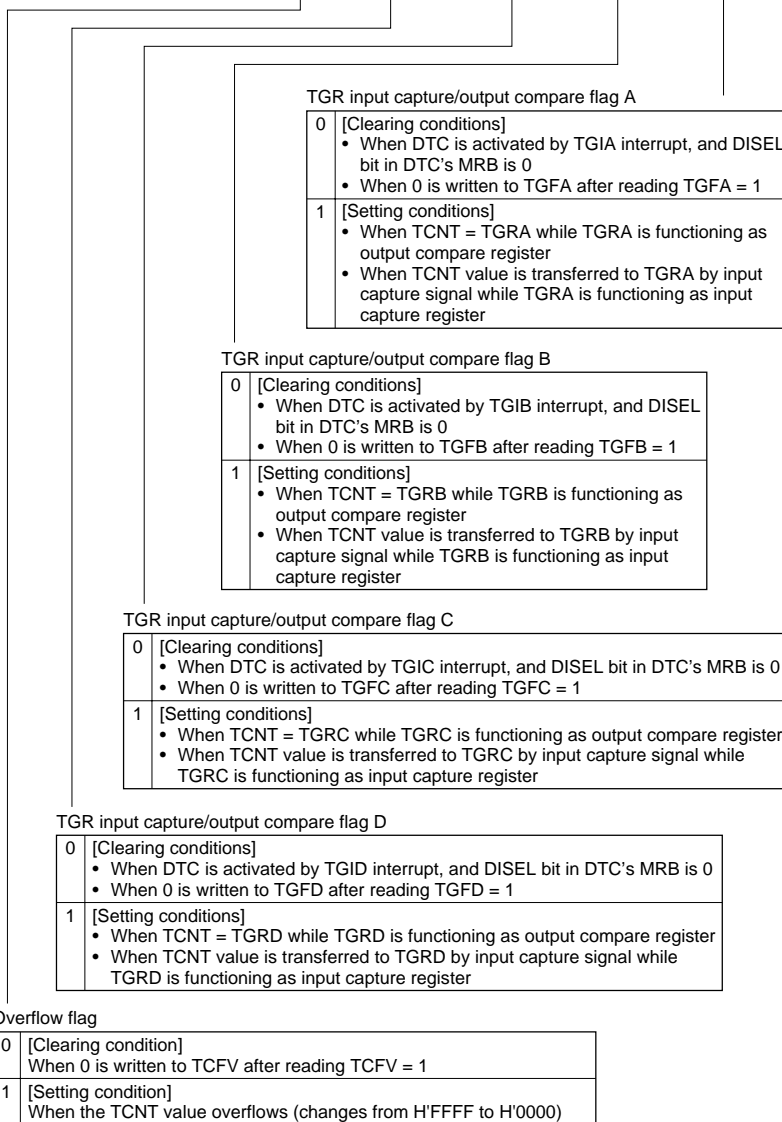 TGR input capture/output compare flag A
0 [Clearing conditions]
• When DTC is activated by TGIA interrupt, and DISEL
bit in DTC's MRB is 0
• When 0 is written to TGFA after reading TGFA = 1
1 [Setting conditions]
• When TCNT = TGRA while TGRA is functioning as
output compare register
• When TCNT value is transferred to TGRA by input
capture signal while TGRA is functioning as input
capture register
TGR input capture/output compare flag B
0 [Clearing conditions]
• When DTC is activated by TGIB interrupt, and DISEL
bit in DTC's MRB is 0
• When 0 is written to TGFB after reading TGFB = 1
1 [Setting conditions]
• When TCNT = TGRB while TGRB is functioning as
output compare register
• When TCNT value is transferred to TGRB by input
capture signal while TGRB is functioning as input
capture register
TGR input capture/output compare flag C
0 [Clearing conditions]
• When DTC is activated by TGIC interrupt, and DISEL bit in DTC's MRB is 0
• When 0 is written to TGFC after reading TGFC = 1
1 [Setting conditions]
• When TCNT = TGRC while TGRC is functioning as output compare register
• When TCNT value is transferred to TGRC by input capture signal while
TGRC is functioning as input capture register
TGR input capture/output compare flag D
0 [Clearing conditions]
• When DTC is activated by TGID interrupt, and DISEL bit in DTC's MRB is 0
• When 0 is written to TGFD after reading TGFD = 1
1 [Setting conditions]
• When TCNT = TGRD while TGRD is functioning as output compare register
• When TCNT value is transferred to TGRD by input capture signal while
TGRD is functioning as input capture register
Overflow flag
0 [Clearing condition]
When 0 is written to TCFV after reading TCFV = 1
1 [Setting condition]
When the TCNT value overflows (changes from H'FFFF to H'0000)